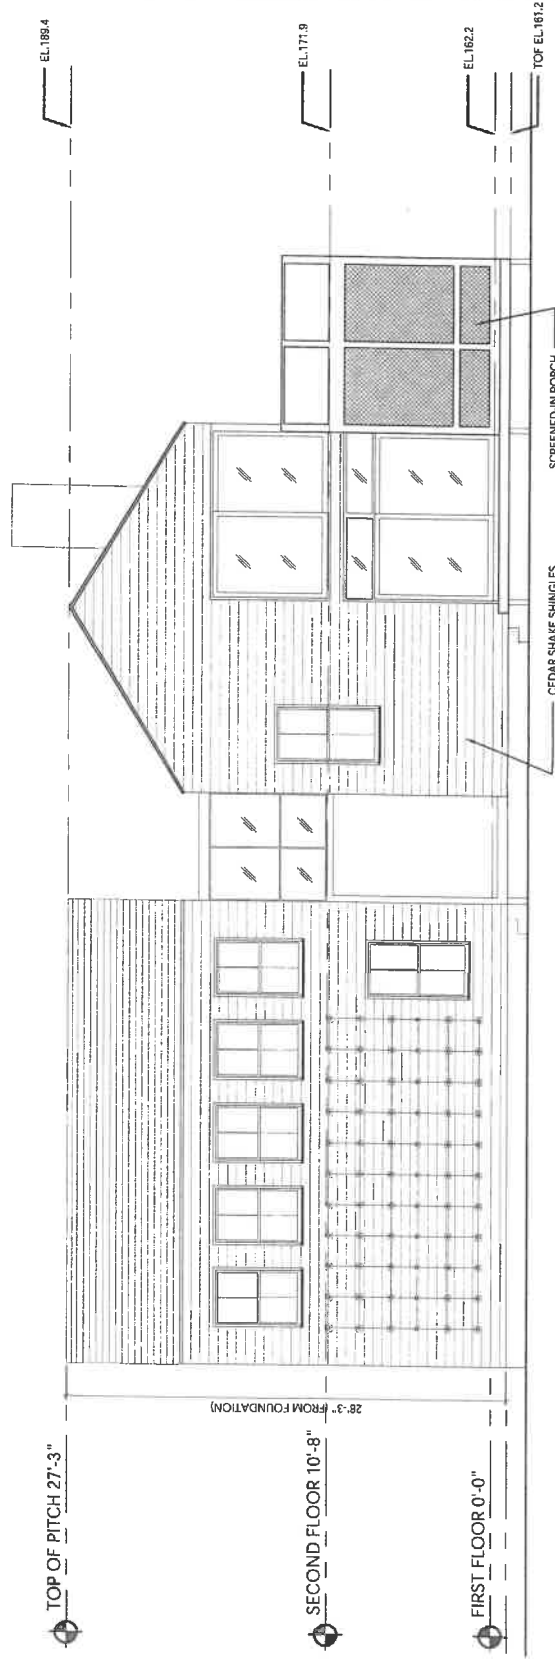 TOP OF PITCH 27'-3"
SECOND FLOOR 10'-8"
FIRST FLOOR 0'-0"
28'-3" (FROM FOUNDATION)
EL.189.4
EL.171.9
EL.162.2
TOF EL.161.2
CEDAR SHAKE SHINGLES
SCREENED IN PORCH